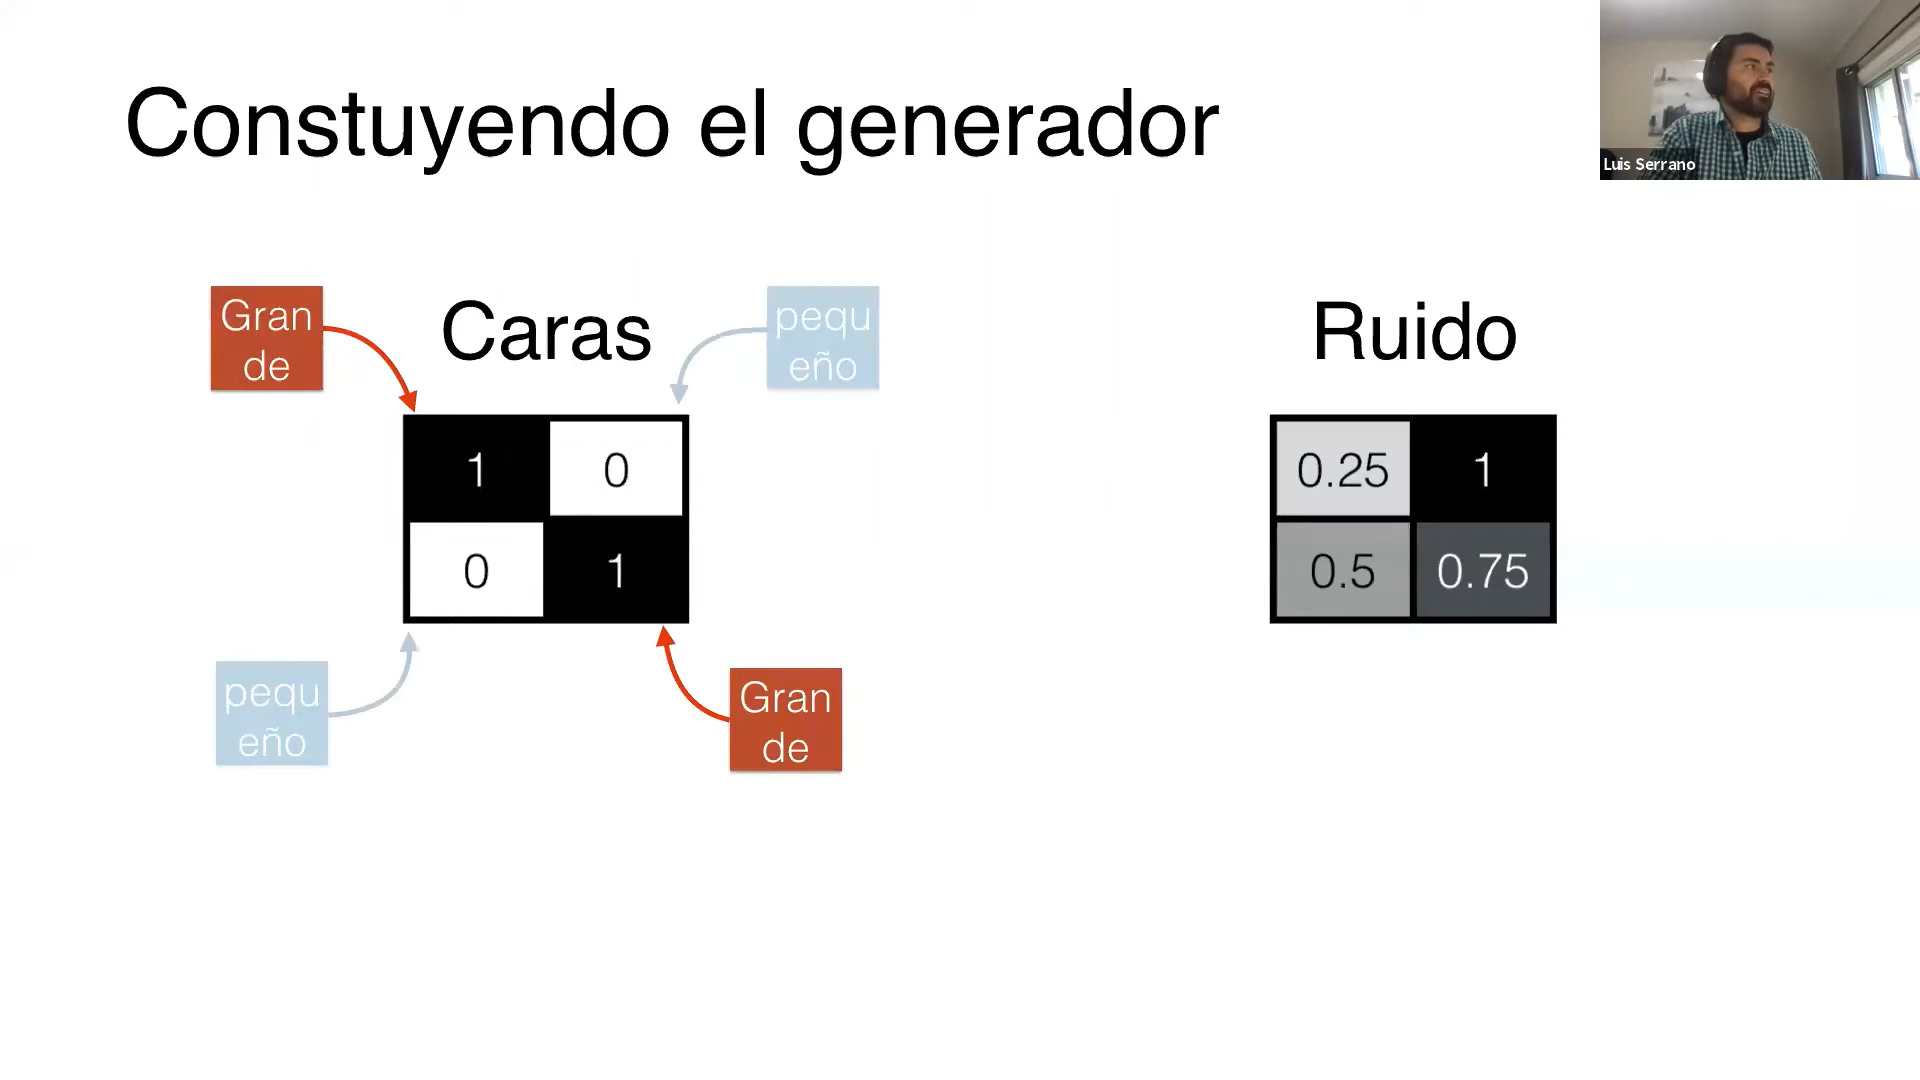 Constuyendo el generador
Luis Serrano
Gran
de
Caras
pequ
eño
Ruido
1
0
0.25
1
0
1
0.5
0.75
pequ
eño
Gran
de